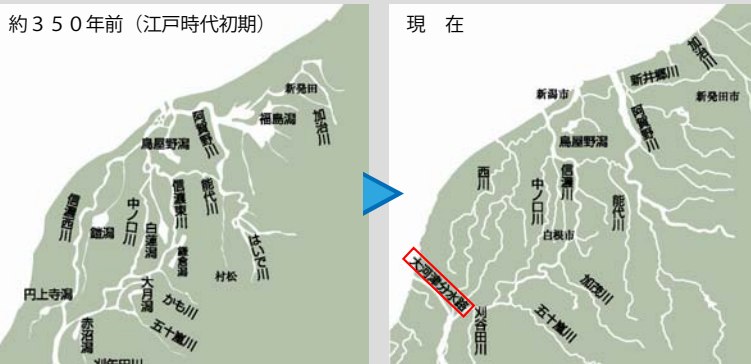 約３５０年前（江戸時代初期）
新発田
加治川
福島潟
阿賀野川
鳥屋野潟
信濃西川
鎧潟
中ノ口川
白蓮潟
信濃東川
能代川
鎌倉潟
はいで川
村松
円上寺潟
大月潟
かも川
五十嵐川
赤沼潟
刈谷田川
現　在
加治川
新井郷川
新潟市
新発田市
阿賀野川
鳥屋野潟
西川
中ノ口川
信濃川
能代川
白根市
大河津分水路
加茂川
刈谷田川
五十嵐川